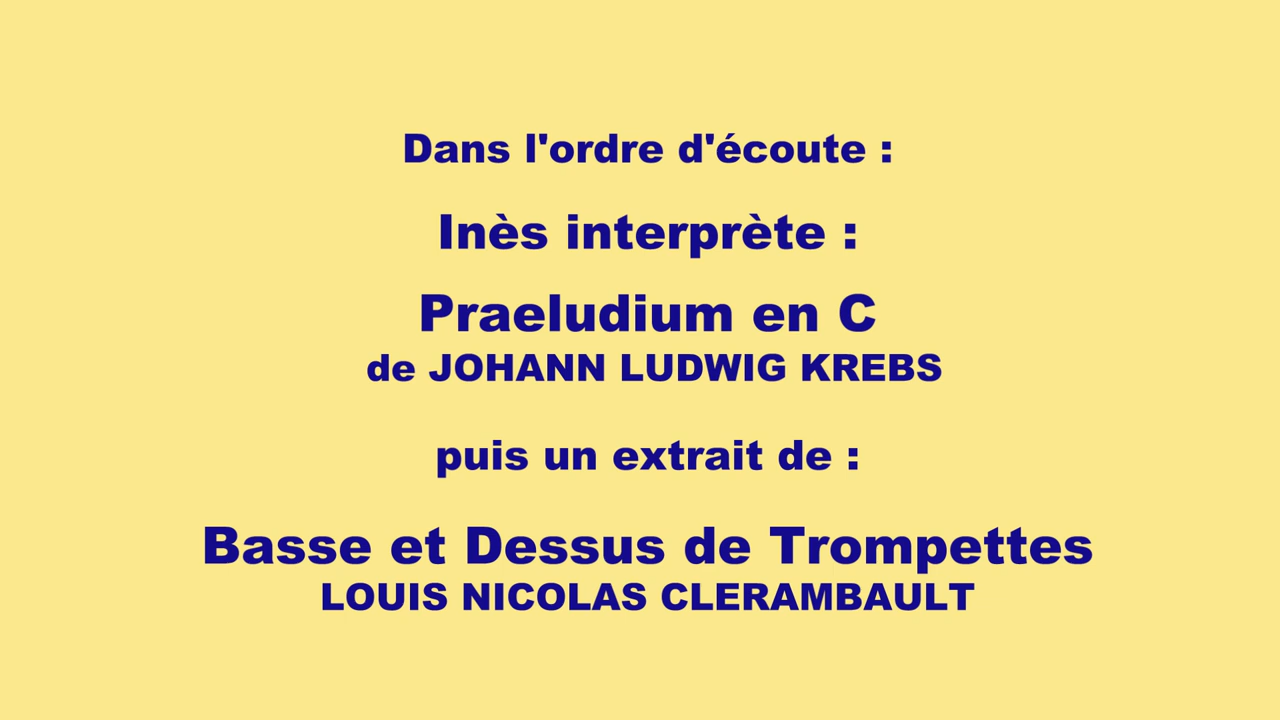 Dans l'ordre d'écoute :
Inès interprète :
Praeludium en C
de JOHANN LUDWIG KREBS
puis un extrait de :
Basse et Dessus de Trompettes
LOUIS NICOLAS CLERAMBAULT